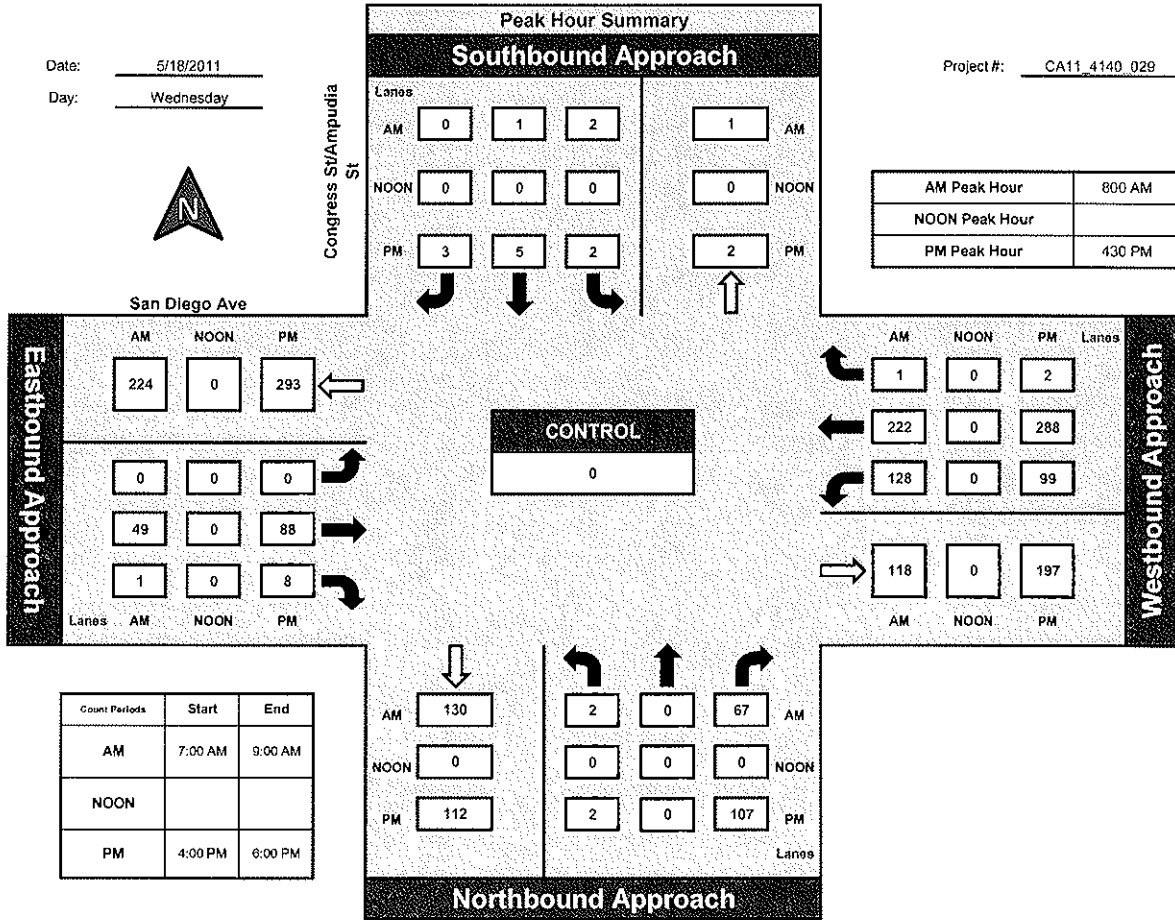 Peak Hour Summary
Southbound Approach
Date: 5/18/2011
Day: Wednesday
Project #: CA11_4140_029
N
Congress St/Ampudia
St
Lanes
AM 0 1 2 1 AM
NOON 0 0 0 0 NOON
PM 3 5 2 2 PM
AM Peak Hour 800 AM
NOON Peak Hour
PM Peak Hour 430 PM
San Diego Ave
Eastbound Approach
AM NOON PM
224 0 293
0 0 0
49 0 88
1 0 8
Lanes AM NOON PM
CONTROL
0
AM NOON PM Lanes
1 0 2
222 0 288
128 0 99
118 0 197
AM NOON PM
Westbound Approach
Count Periods Start End
AM 7:00 AM 9:00 AM
NOON
PM 4:00 PM 6:00 PM
AM 130 2 0 67 AM
NOON 0 0 0 0 NOON
PM 112 2 0 107 PM
Lanes
Northbound Approach